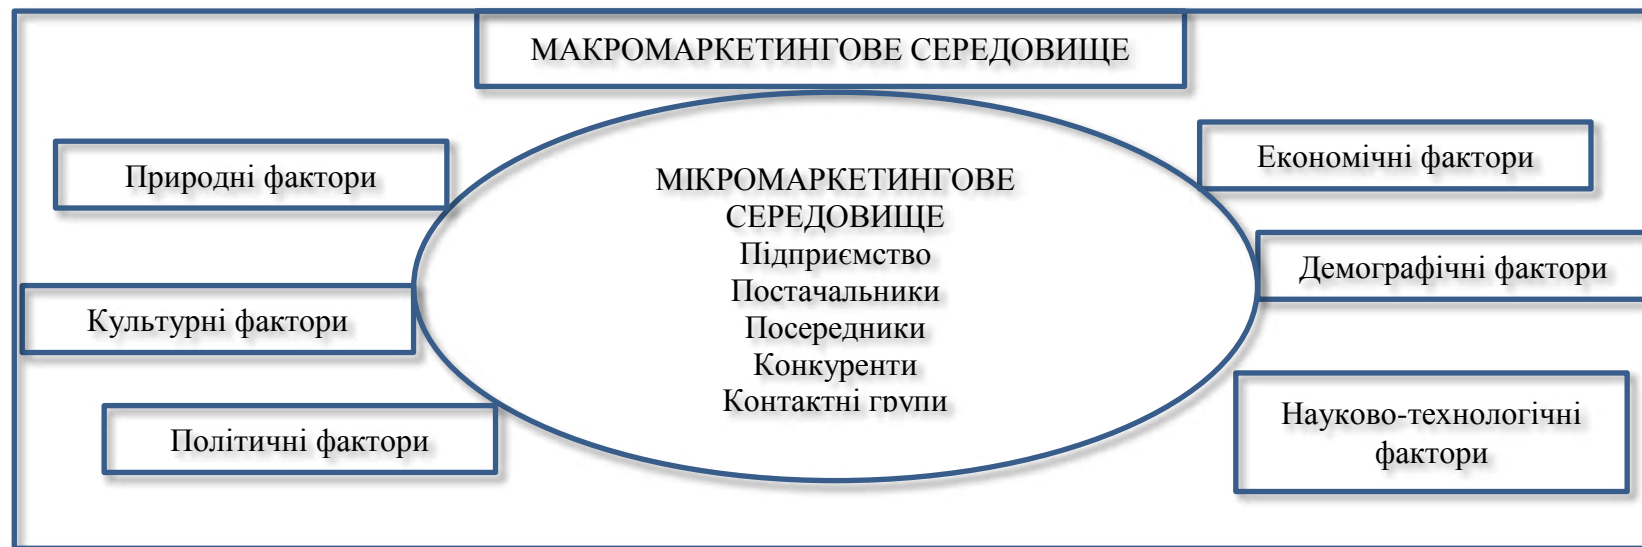 МАКРОМАРКЕТИНГОВЕ СЕРЕДОВИЩЕ
Природні фактори
Культурні фактори
Політичні фактори
МІКРОМАРКЕТИНГОВЕ
СЕРЕДОВИЩЕ
Підприємство
Постачальники
Посередники
Конкуренти
Контактні групи
Економічні фактори
Демографічні фактори
Науково-технологічні
фактори